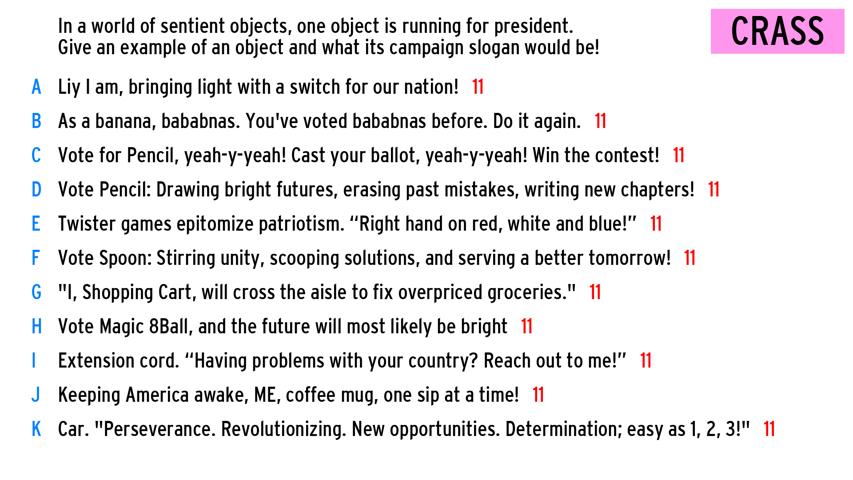 In a world of sentient objects, one object is running for president.
Give an example of an object and what its campaign slogan would be!
CRASS
A Liy I am, bringing light with a switch for our nation! 11
B As a banana, bababnas. You've voted bababnas before. Do it again. 11
C Vote for Pencil, yeah-y-yeah! Cast your ballot, yeah-y-yeah! Win the contest! 11
D Vote Pencil: Drawing bright futures, erasing past mistakes, writing new chapters! 11
E Twister games epitomize patriotism. “Right hand on red, white and blue!” 11
F Vote Spoon: Stirring unity, scooping solutions, and serving a better tomorrow! 11
G "I, Shopping Cart, will cross the aisle to fix overpriced groceries." 11
H Vote Magic 8Ball, and the future will most likely be bright 11
I Extension cord. “Having problems with your country? Reach out to me!” 11
J Keeping America awake, ME, coffee mug, one sip at a time! 11
K Car. "Perseverance. Revolutionizing. New opportunities. Determination; easy as 1, 2, 3!" 11